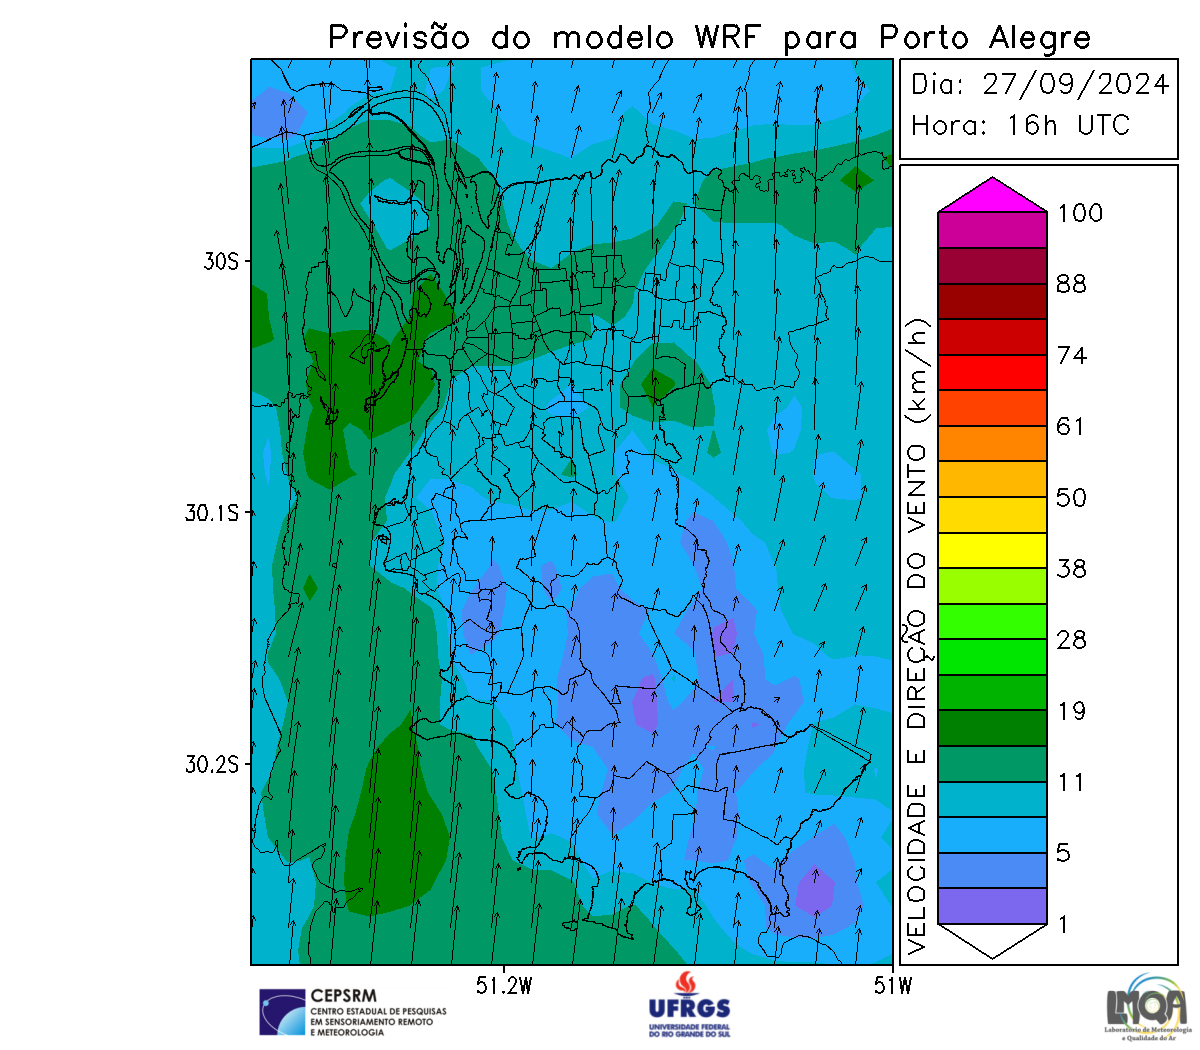 Previsão do modelo WRF para Porto Alegre
Dia: 27/09/2024
Hora: 16h UTC
100
88
74
61
50
38
28
19
11
5
1
VELOCIDADE E DIREÇÃO DO VENTO (km/h)
30S
30.1S
30.2S
51.2W
51W
CEPSRM
CENTRO ESTADUAL DE PESQUISAS
EM SENSORIAMENTO REMOTO
E METEOROLOGIA
UFRGS
UNIVERSIDADE FEDERAL
DO RIO GRANDE DO SUL
LMQA
Laboratório de Meteorologia
e Qualidade do Ar